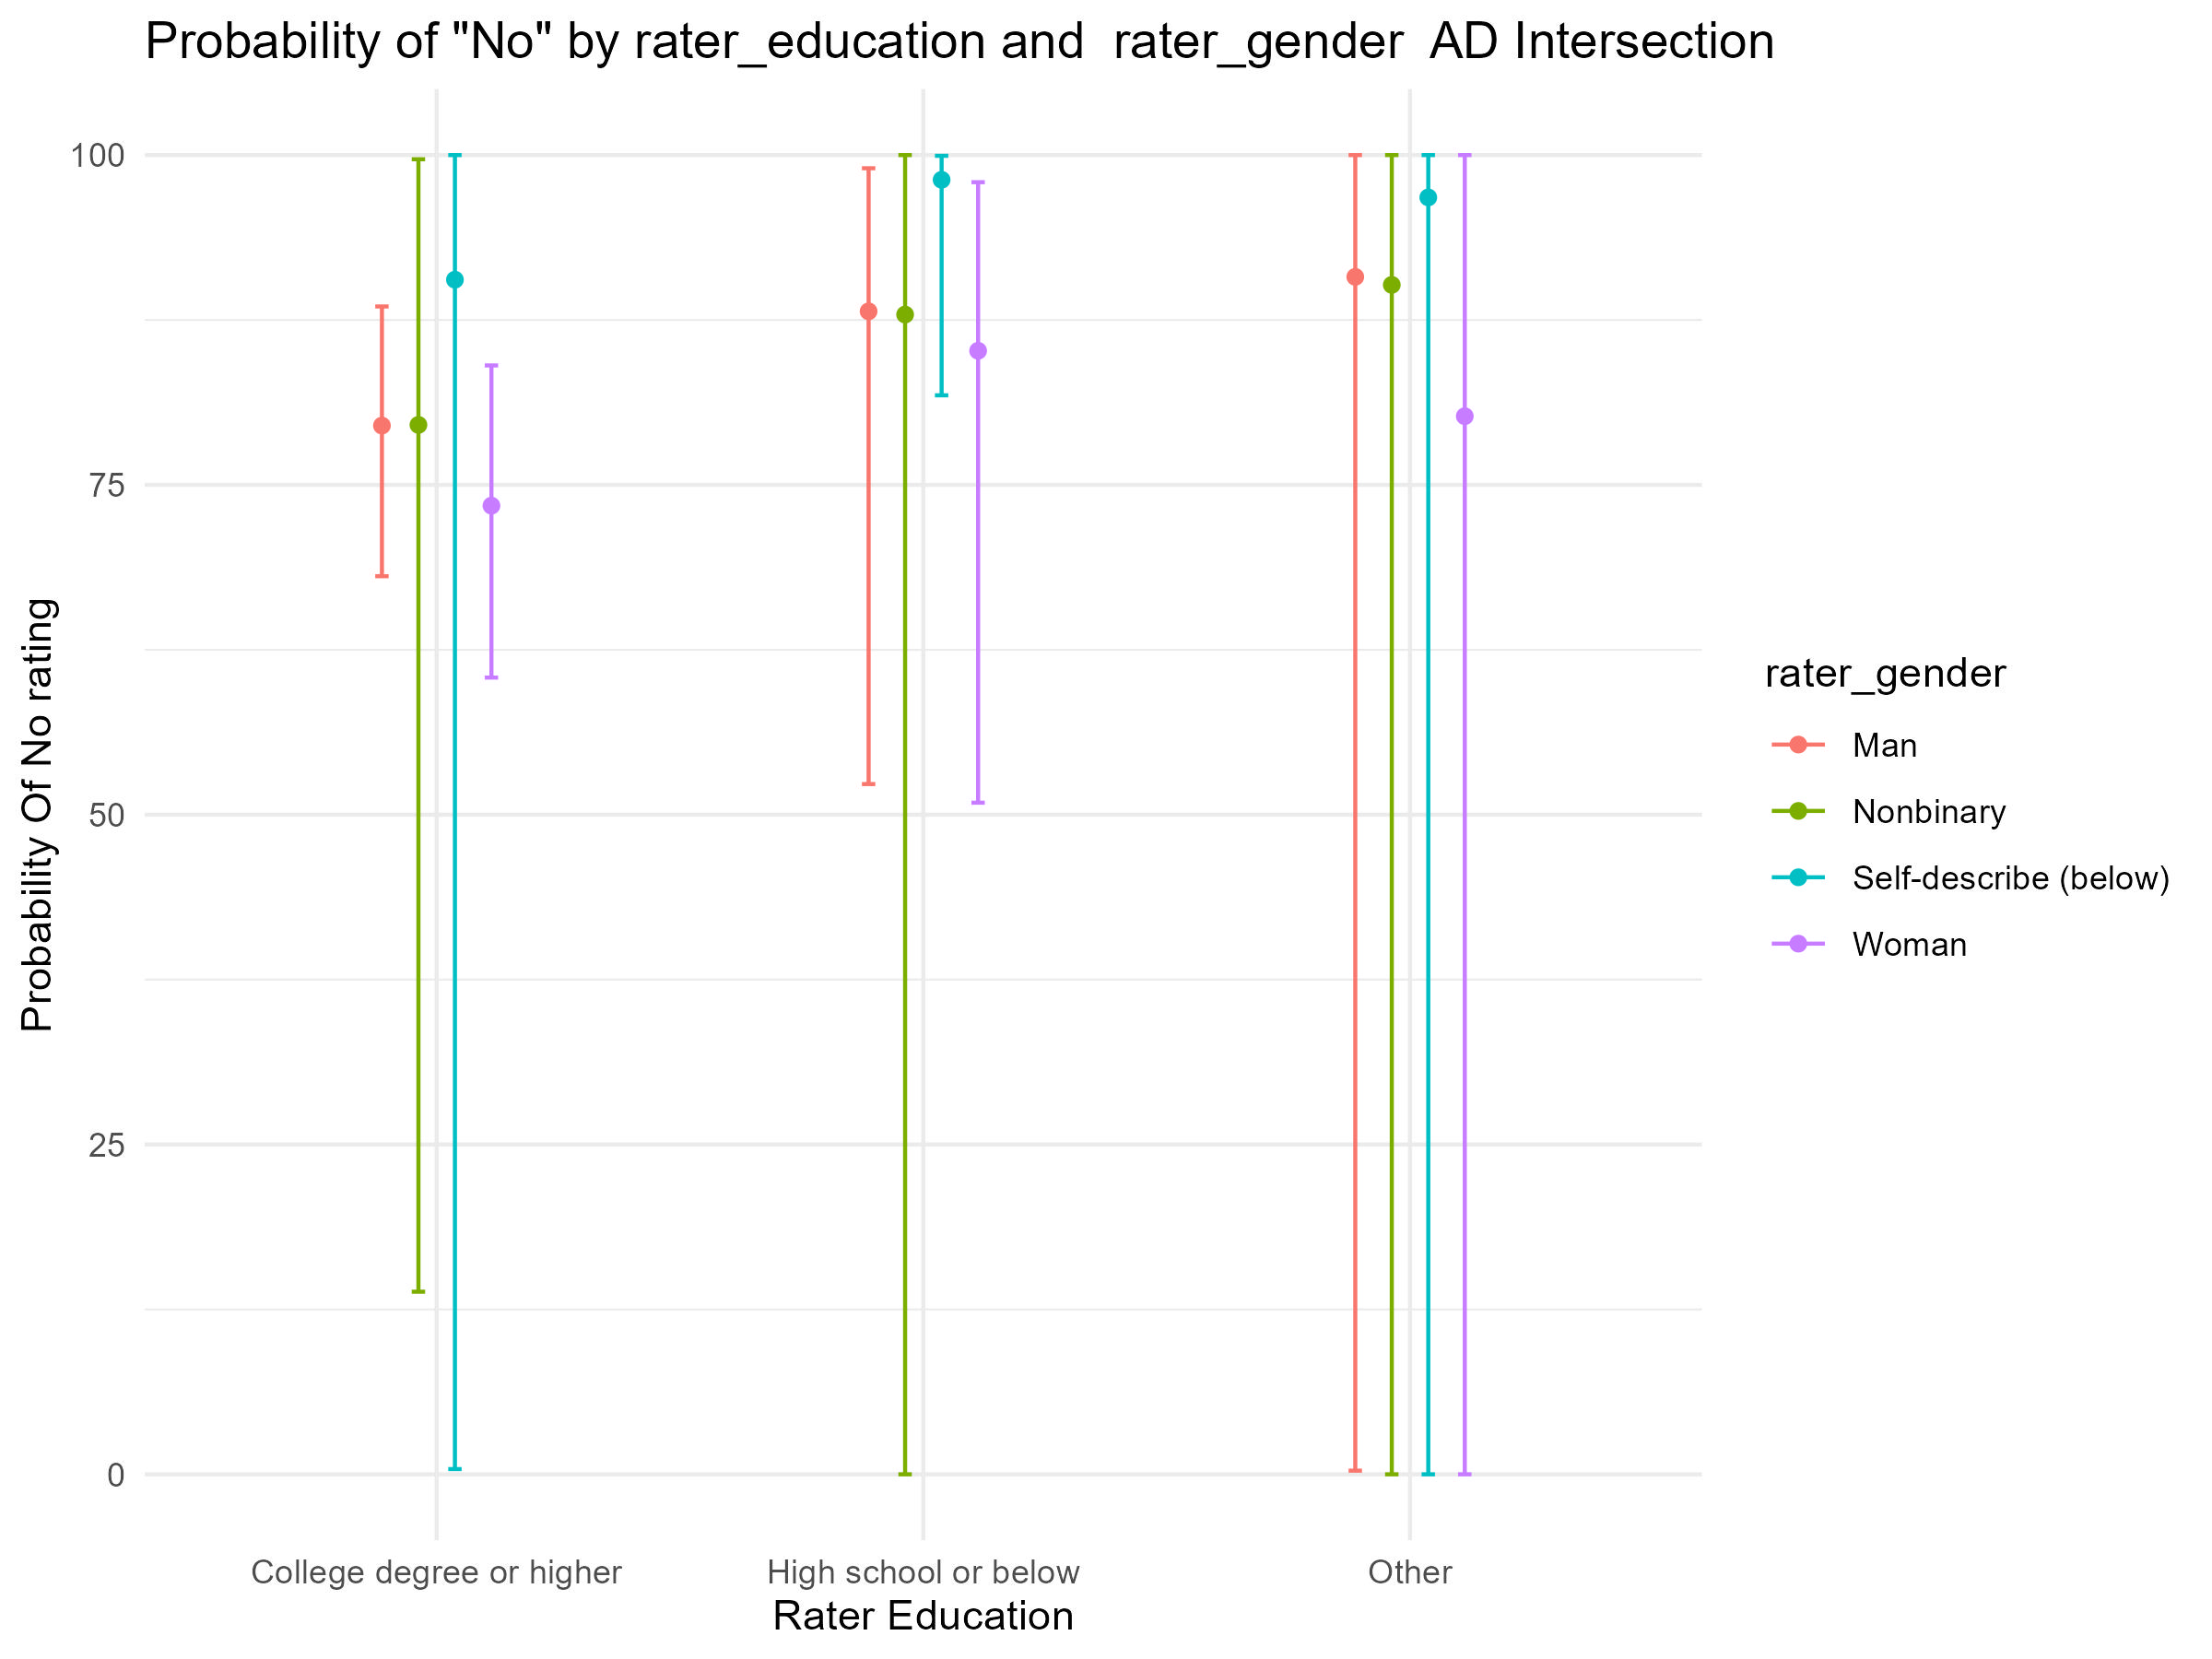 Probability of "No" by rater_education and  rater_gender  AD Intersection
Probability Of No rating
100
75
50
25
0
College degree or higher
High school or below
Other
Rater Education
rater_gender
Man
Nonbinary
Self-describe (below)
Woman